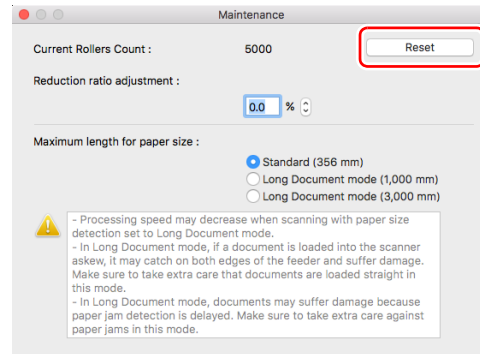 Maintenance
Current Rollers Count : 5000 Reset
Reduction ratio adjustment :
0.0 %
Maximum length for paper size :
Standard (356 mm)
Long Document mode (1,000 mm)
Long Document mode (3,000 mm)
- Processing speed may decrease when scanning with paper size
detection set to Long Document mode.
- In Long Document mode, if a document is loaded into the scanner
askew, it may catch on both edges of the feeder and suffer damage.
Make sure to take extra care that documents are loaded straight in
this mode.
- In Long Document mode, documents may suffer damage because
paper jam detection is delayed. Make sure to take extra care against
paper jams in this mode.